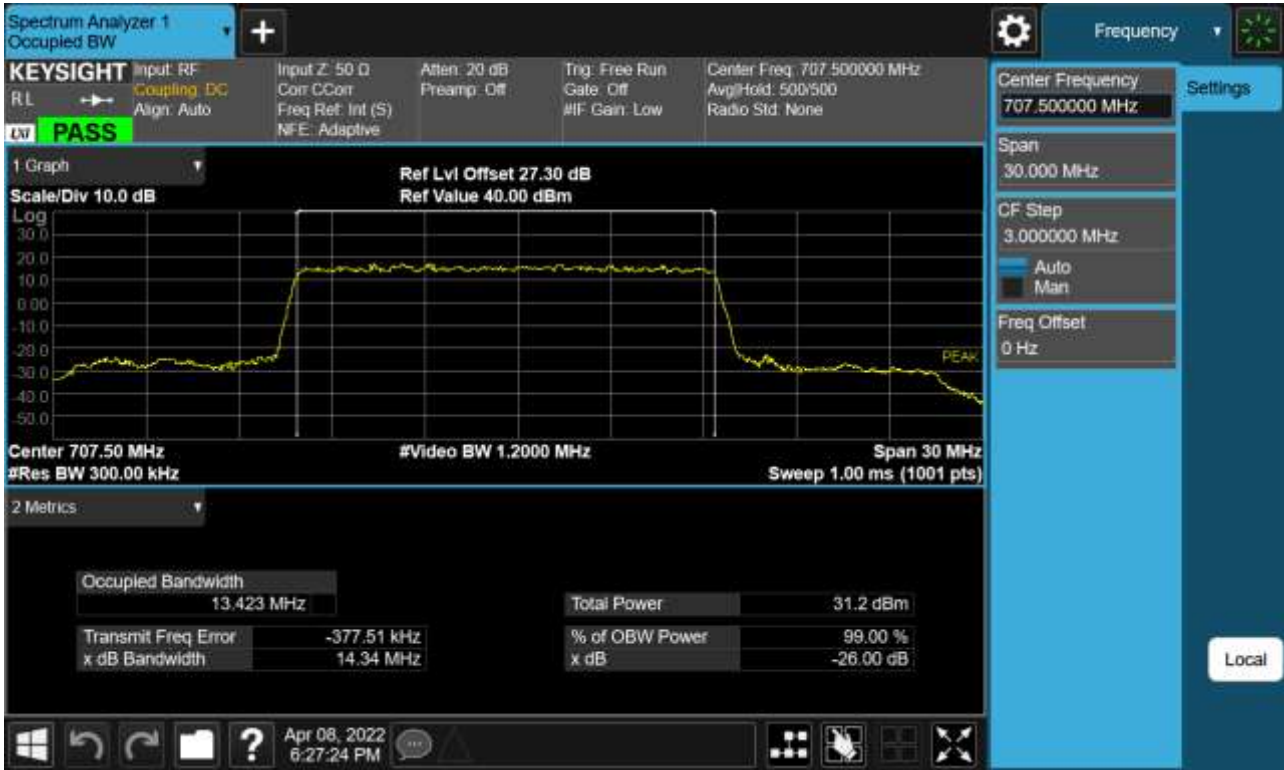 Spectrum Analyzer 1
Occupied BW
+
Frequency
KEYSIGHT
RL
LXI
PASS
Input: RF
Coupling: DC
Align: Auto
Input Z: 50 Ω
Corr CCorr
Freq Ref: Int (S)
NFE: Adaptive
Atten: 20 dB
Preamp: Off
Trig: Free Run
Gate: Off
#IF Gain: Low
Center Freq: 707.500000 MHz
Avg|Hold: 500/500
Radio Std: None
Center Frequency
707.500000 MHz
Settings
Span
30.000 MHz
CF Step
3.000000 MHz
Auto
Man
Freq Offset
0 Hz
1 Graph
Scale/Div 10.0 dB
Ref Lvl Offset 27.30 dB
Ref Value 40.00 dBm
Log
30.0
20.0
10.0
0.00
-10.0
-20.0
-30.0
-40.0
-50.0
PEAK
Center 707.50 MHz
#Video BW 1.2000 MHz
Span 30 MHz
#Res BW 300.00 kHz
Sweep 1.00 ms (1001 pts)
2 Metrics
Occupied Bandwidth
13.423 MHz
Total Power 31.2 dBm
Transmit Freq Error -377.51 kHz
% of OBW Power 99.00 %
x dB Bandwidth 14.34 MHz
x dB -26.00 dB
Local
?
Apr 08, 2022
6:27:24 PM